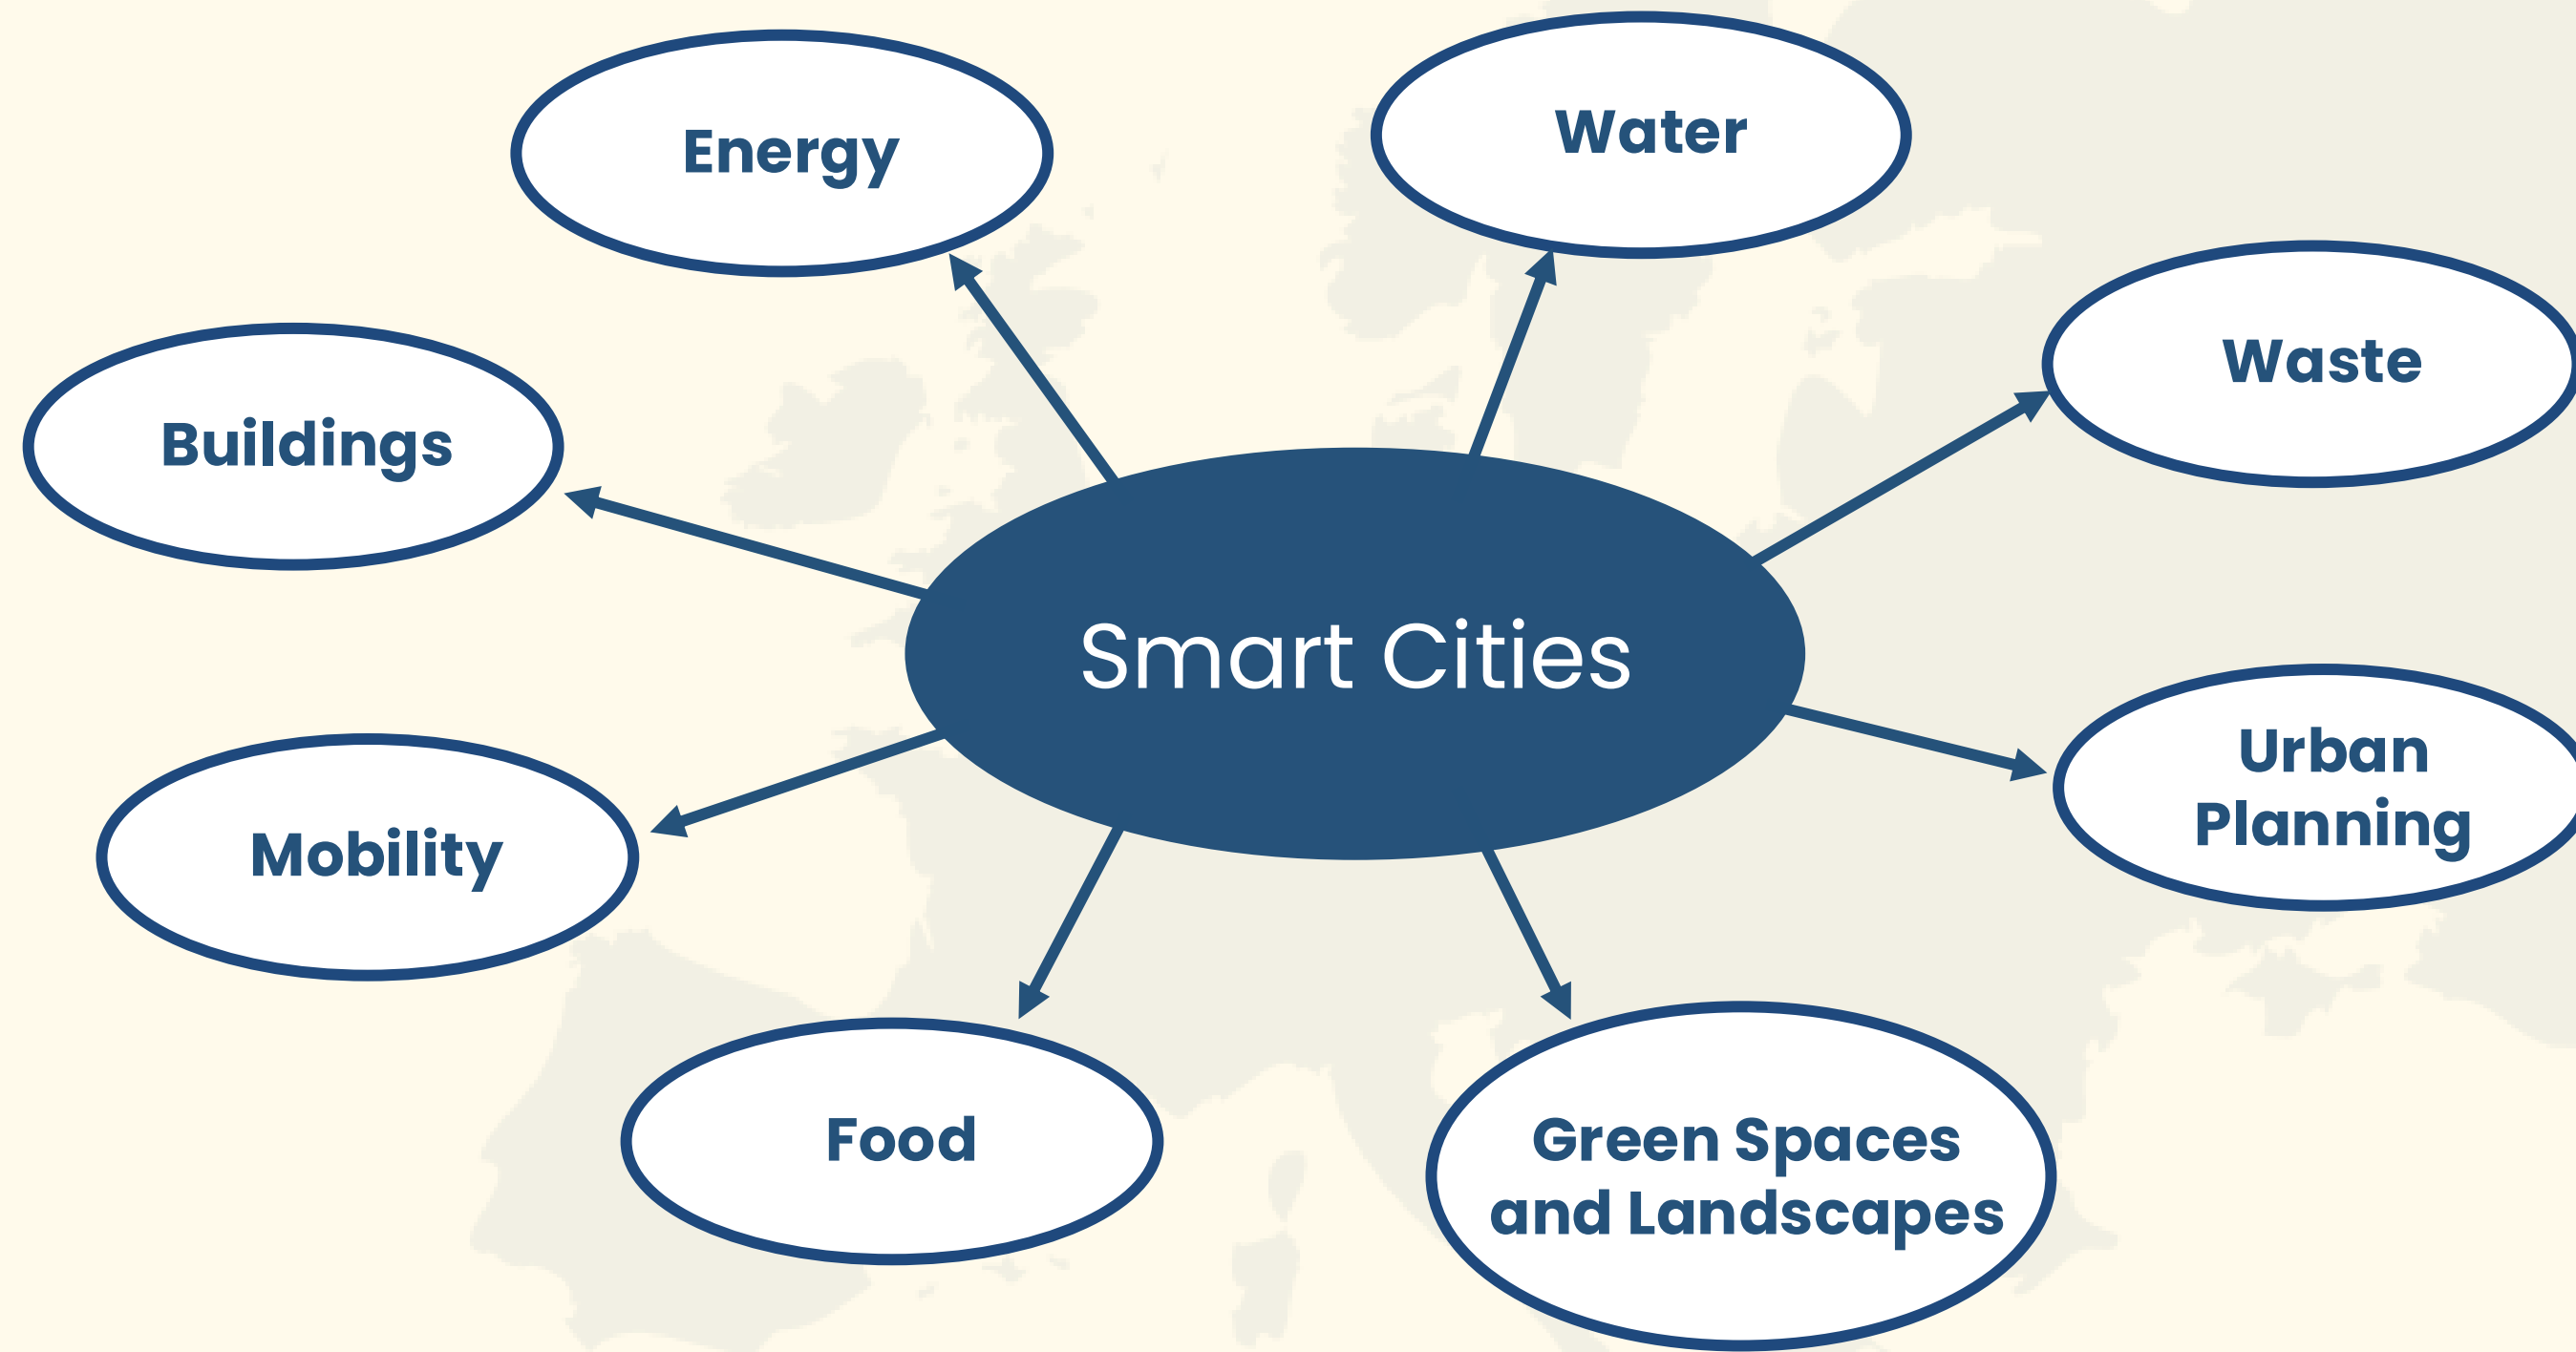 Energy
Water
Buildings
Waste
Smart Cities
Mobility
Urban
Planning
Food
Green Spaces
and Landscapes